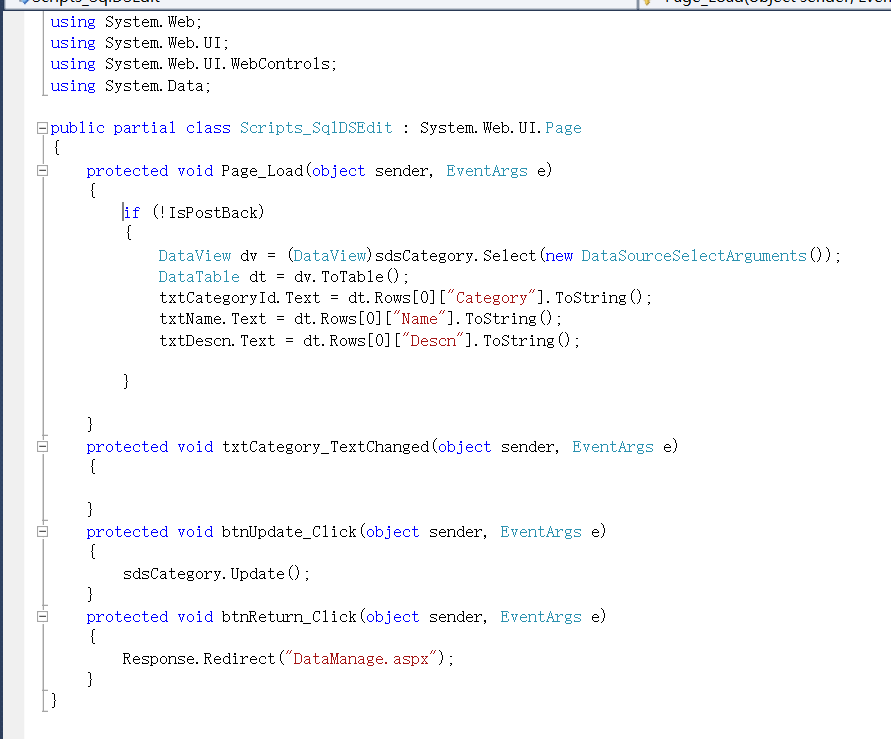 using System.Web;
using System.Web.UI;
using System.Web.UI.WebControls;
using System.Data;
public partial class Scripts_SqlDSEdit : System.Web.UI.Page
{
protected void Page_Load(object sender, EventArgs e)
{
if (!IsPostBack)
{
DataView dv = (DataView)sdsCategory.Select(new DataSourceSelectArguments());
DataTable dt = dv.ToTable();
txtCategoryId.Text = dt.Rows[0]["Category"].ToString();
txtName.Text = dt.Rows[0]["Name"].ToString();
txtDescn.Text = dt.Rows[0]["Descn"].ToString();
}
}
protected void txtCategory_TextChanged(object sender, EventArgs e)
{
}
protected void btnUpdate_Click(object sender, EventArgs e)
{
sdsCategory.Update();
}
protected void btnReturn_Click(object sender, EventArgs e)
{
Response.Redirect("DataManage.aspx");
}
}